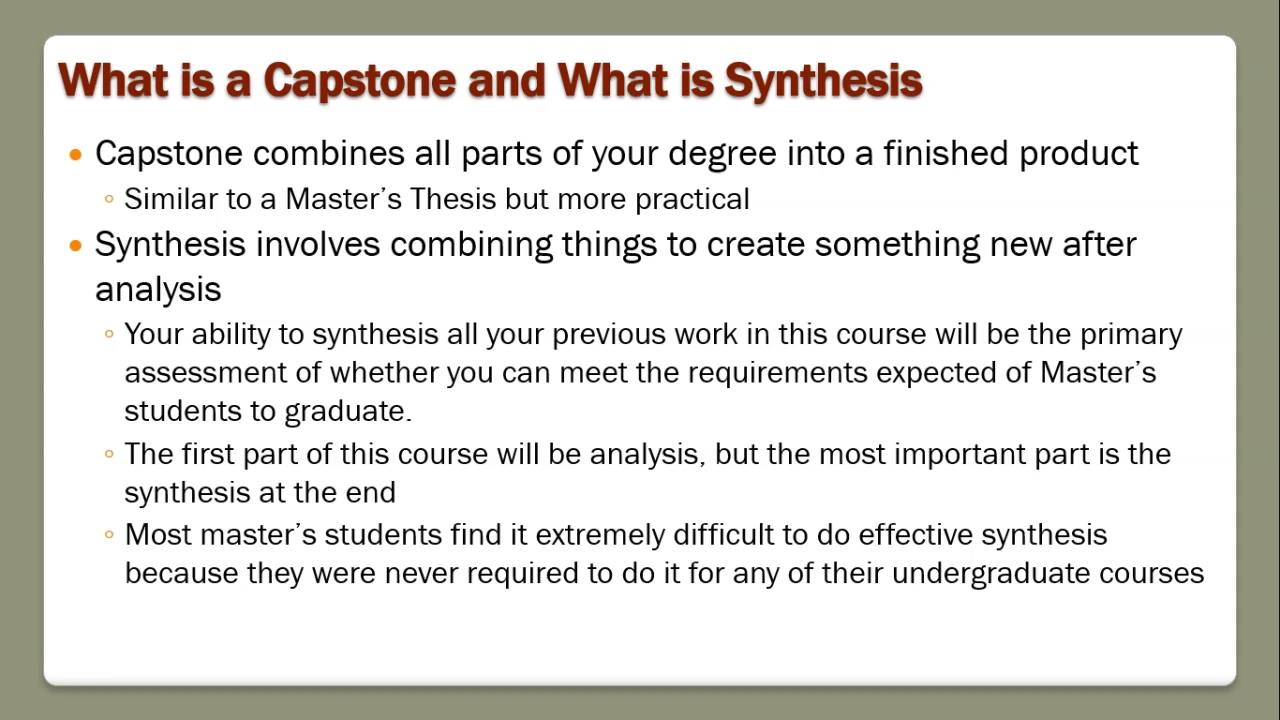 What is a Capstone and What is Synthesis
• Capstone combines all parts of your degree into a finished product
◦ Similar to a Master’s Thesis but more practical
• Synthesis involves combining things to create something new after
analysis
◦ Your ability to synthesis all your previous work in this course will be the primary
assessment of whether you can meet the requirements expected of Master’s
students to graduate.
◦ The first part of this course will be analysis, but the most important part is the
synthesis at the end
◦ Most master’s students find it extremely difficult to do effective synthesis
because they were never required to do it for any of their undergraduate courses